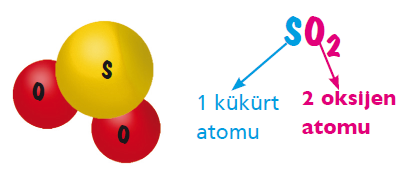 S
O
O
SO₂
1 kükürt
atomu
2 oksijen
atomu